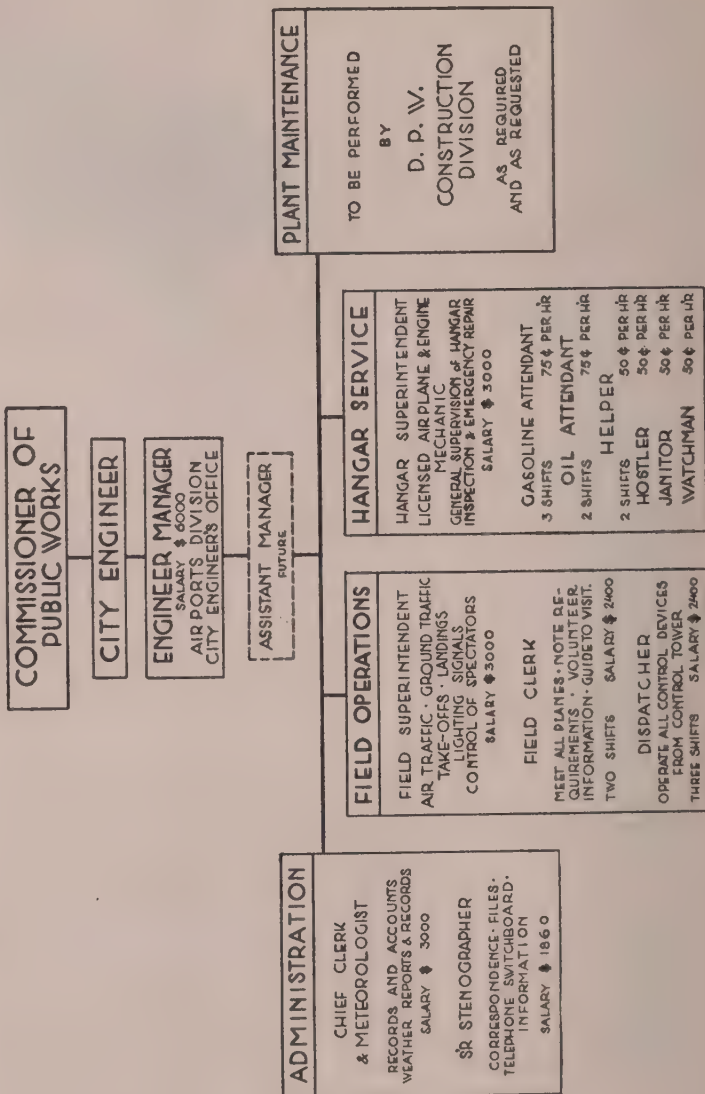 COMMISSIONER OF
PUBLIC WORKS
CITY ENGINEER
ENGINEER MANAGER
SALARY $ 6000
AIRPORTS DIVISION
CITY ENGINEER'S OFFICE
ASSISTANT MANAGER
FUTURE
ADMINISTRATION
CHIEF CLERK
& METEOROLOGIST
RECORDS AND ACCOUNTS
WEATHER REPORTS & RECORDS
SALARY $ 3000
S'R STENOGRAPHER
CORRESPONDENCE · FILES ·
TELEPHONE SWITCHBOARD ·
INFORMATION
SALARY $ 1860
FIELD OPERATIONS
FIELD SUPERINTENDENT
AIR TRAFFIC · GROUND TRAFFIC
TAKE-OFFS · LANDINGS
LIGHTING SIGNALS
CONTROL OF SPECTATORS
SALARY $ 3000
FIELD CLERK
MEET ALL PLANES · NOTE RE-
QUIREMENTS · VOLUNTEER
INFORMATION · GUIDE TO VISIT.
TWO SHIFTS SALARY $ 2400
DISPATCHER
OPERATE ALL CONTROL DEVICES
FROM CONTROL TOWER
THREE SHIFTS SALARY $ 2400
HANGAR SERVICE
HANGAR SUPERINTENDENT
LICENSED AIRPLANE & ENGINE
MECHANIC
GENERAL SUPERVISION of HANGAR
INSPECTION & EMERGENCY REPAIR
SALARY $ 3000
GASOLINE ATTENDANT
3 SHIFTS 75¢ PER HR
OIL ATTENDANT
2 SHIFTS 75¢ PER HR
HELPER
2 SHIFTS 50¢ PER HR
HOSTLER 50¢ PER HR
JANITOR 50¢ PER HR
WATCHMAN 50¢ PER HR
PLANT MAINTENANCE
TO BE PERFORMED
BY
D. P. W.
CONSTRUCTION
DIVISION
AS REQUIRED
AND AS REQUESTED